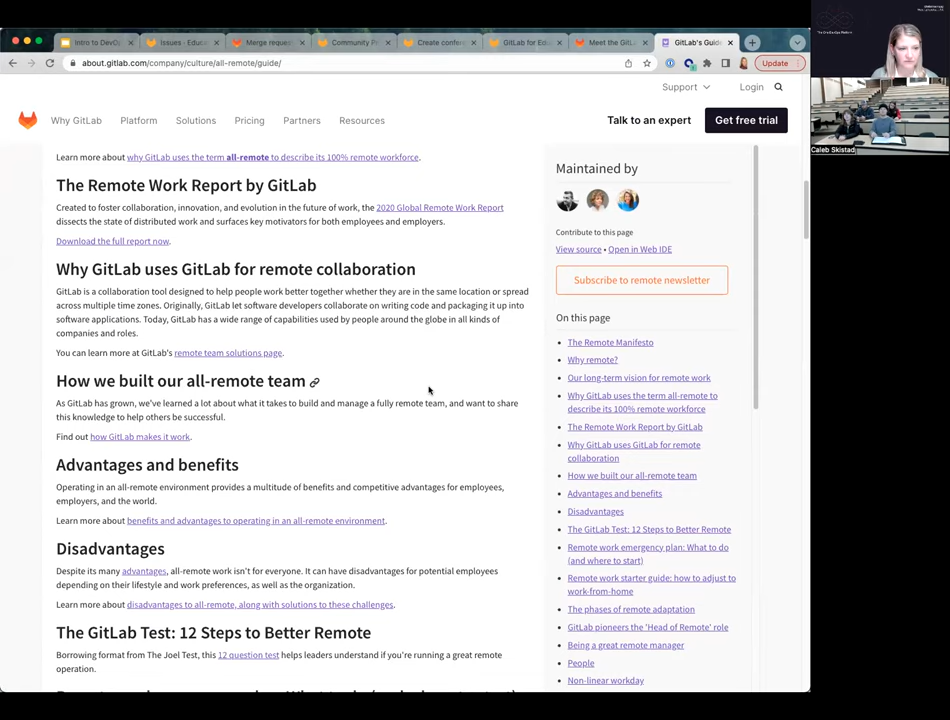 Intro to DevOp
Issues · Educa
Merge reques
Community Pr
Create confere
GitLab for Edu
Meet the GitLa
GitLab's Guide
about.gitlab.com/company/culture/all-remote/guide/
Update
Support
Login
Why GitLab
Platform
Solutions
Pricing
Partners
Resources
Talk to an expert
Get free trial
Learn more about why GitLab uses the term all-remote to describe its 100% remote workforce.
The Remote Work Report by GitLab
Created to foster collaboration, innovation, and evolution in the future of work, the 2020 Global Remote Work Report
dissects the state of distributed work and surfaces key motivators for both employees and employers.
Download the full report now.
Why GitLab uses GitLab for remote collaboration
GitLab is a collaboration tool designed to help people work better together whether they are in the same location or spread
across multiple time zones. Originally, GitLab let software developers collaborate on writing code and packaging it up into
software applications. Today, GitLab has a wide range of capabilities used by people around the globe in all kinds of
companies and roles.
You can learn more at GitLab's remote team solutions page.
How we built our all-remote team
As GitLab has grown, we've learned a lot about what it takes to build and manage a fully remote team, and want to share
this knowledge to help others be successful.
Find out how GitLab makes it work.
Advantages and benefits
Operating in an all-remote environment provides a multitude of benefits and competitive advantages for employees,
employers, and the world.
Learn more about benefits and advantages to operating in an all-remote environment.
Disadvantages
Despite its many advantages, all-remote work isn't for everyone. It can have disadvantages for potential employees
depending on their lifestyle and work preferences, as well as the organization.
Learn more about disadvantages to all-remote, along with solutions to these challenges.
The GitLab Test: 12 Steps to Better Remote
Borrowing format from The Joel Test, this 12 question test helps leaders understand if you're running a great remote
operation.
Maintained by
Contribute to this page
View source • Open in Web IDE
Subscribe to remote newsletter
On this page
The Remote Manifesto
Why remote?
Our long-term vision for remote work
Why GitLab uses the term all-remote to
describe its 100% remote workforce
The Remote Work Report by GitLab
Why GitLab uses GitLab for remote
collaboration
How we built our all-remote team
Advantages and benefits
Disadvantages
The GitLab Test: 12 Steps to Better Remote
Remote work emergency plan: What to do
(and where to start)
Remote work starter guide: how to adjust to
work-from-home
The phases of remote adaptation
GitLab pioneers the 'Head of Remote' role
Being a great remote manager
People
Non-linear workday
Caleb Skistad